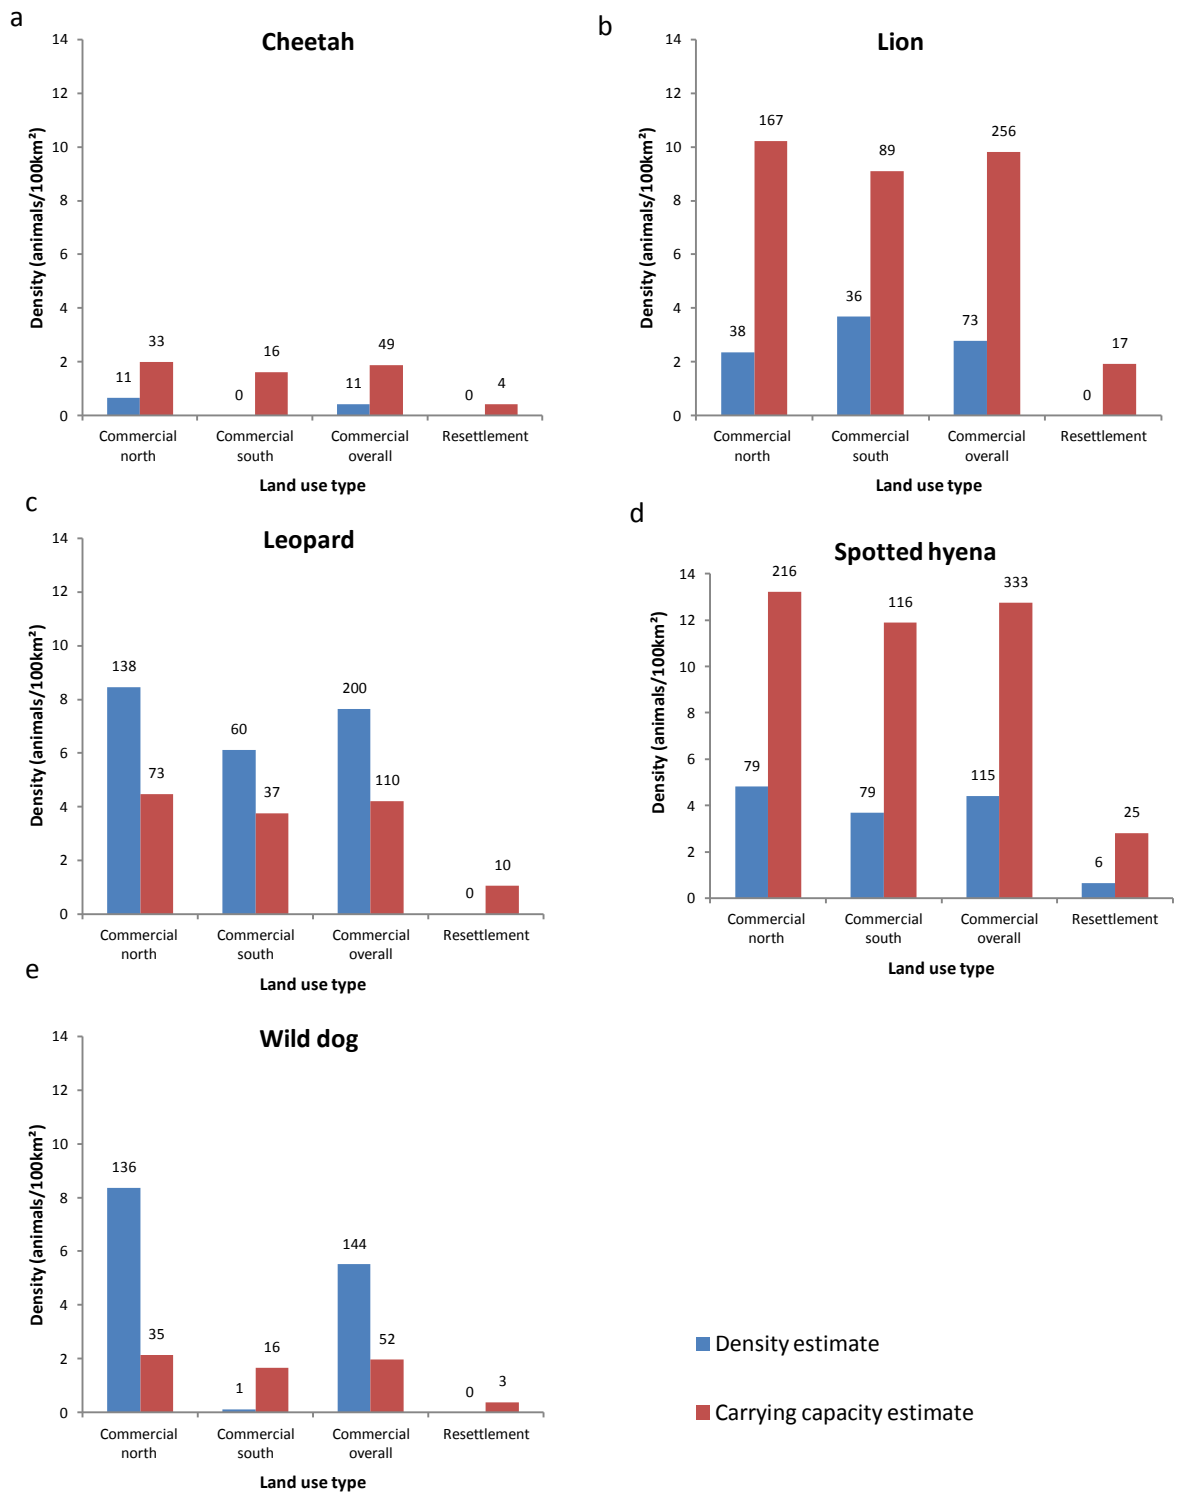 a
Cheetah
Density (animals/100km²)
14
12
10
8
6
4
2
0
11
33
0
16
11
49
0
4
Commercial
north
Commercial
south
Commercial
overall
Resettlement
Land use type
b
Lion
Density (animals/100km²)
14
12
10
8
6
4
2
0
38
167
36
89
73
256
0
17
Commercial
north
Commercial
south
Commercial
overall
Resettlement
Land use type
c
Leopard
Density (animals/100km²)
14
12
10
8
6
4
2
0
138
73
60
37
200
110
0
10
Commercial
north
Commercial
south
Commercial
overall
Resettlement
Land use type
d
Spotted hyena
Density (animals/100km²)
14
12
10
8
6
4
2
0
79
216
79
116
115
333
6
25
Commercial
north
Commercial
south
Commercial
overall
Resettlement
Land use type
e
Wild dog
Density (animals/100km²)
14
12
10
8
6
4
2
0
136
35
1
16
144
52
0
3
Commercial
north
Commercial
south
Commercial
overall
Resettlement
Land use type
Density estimate
Carrying capacity estimate